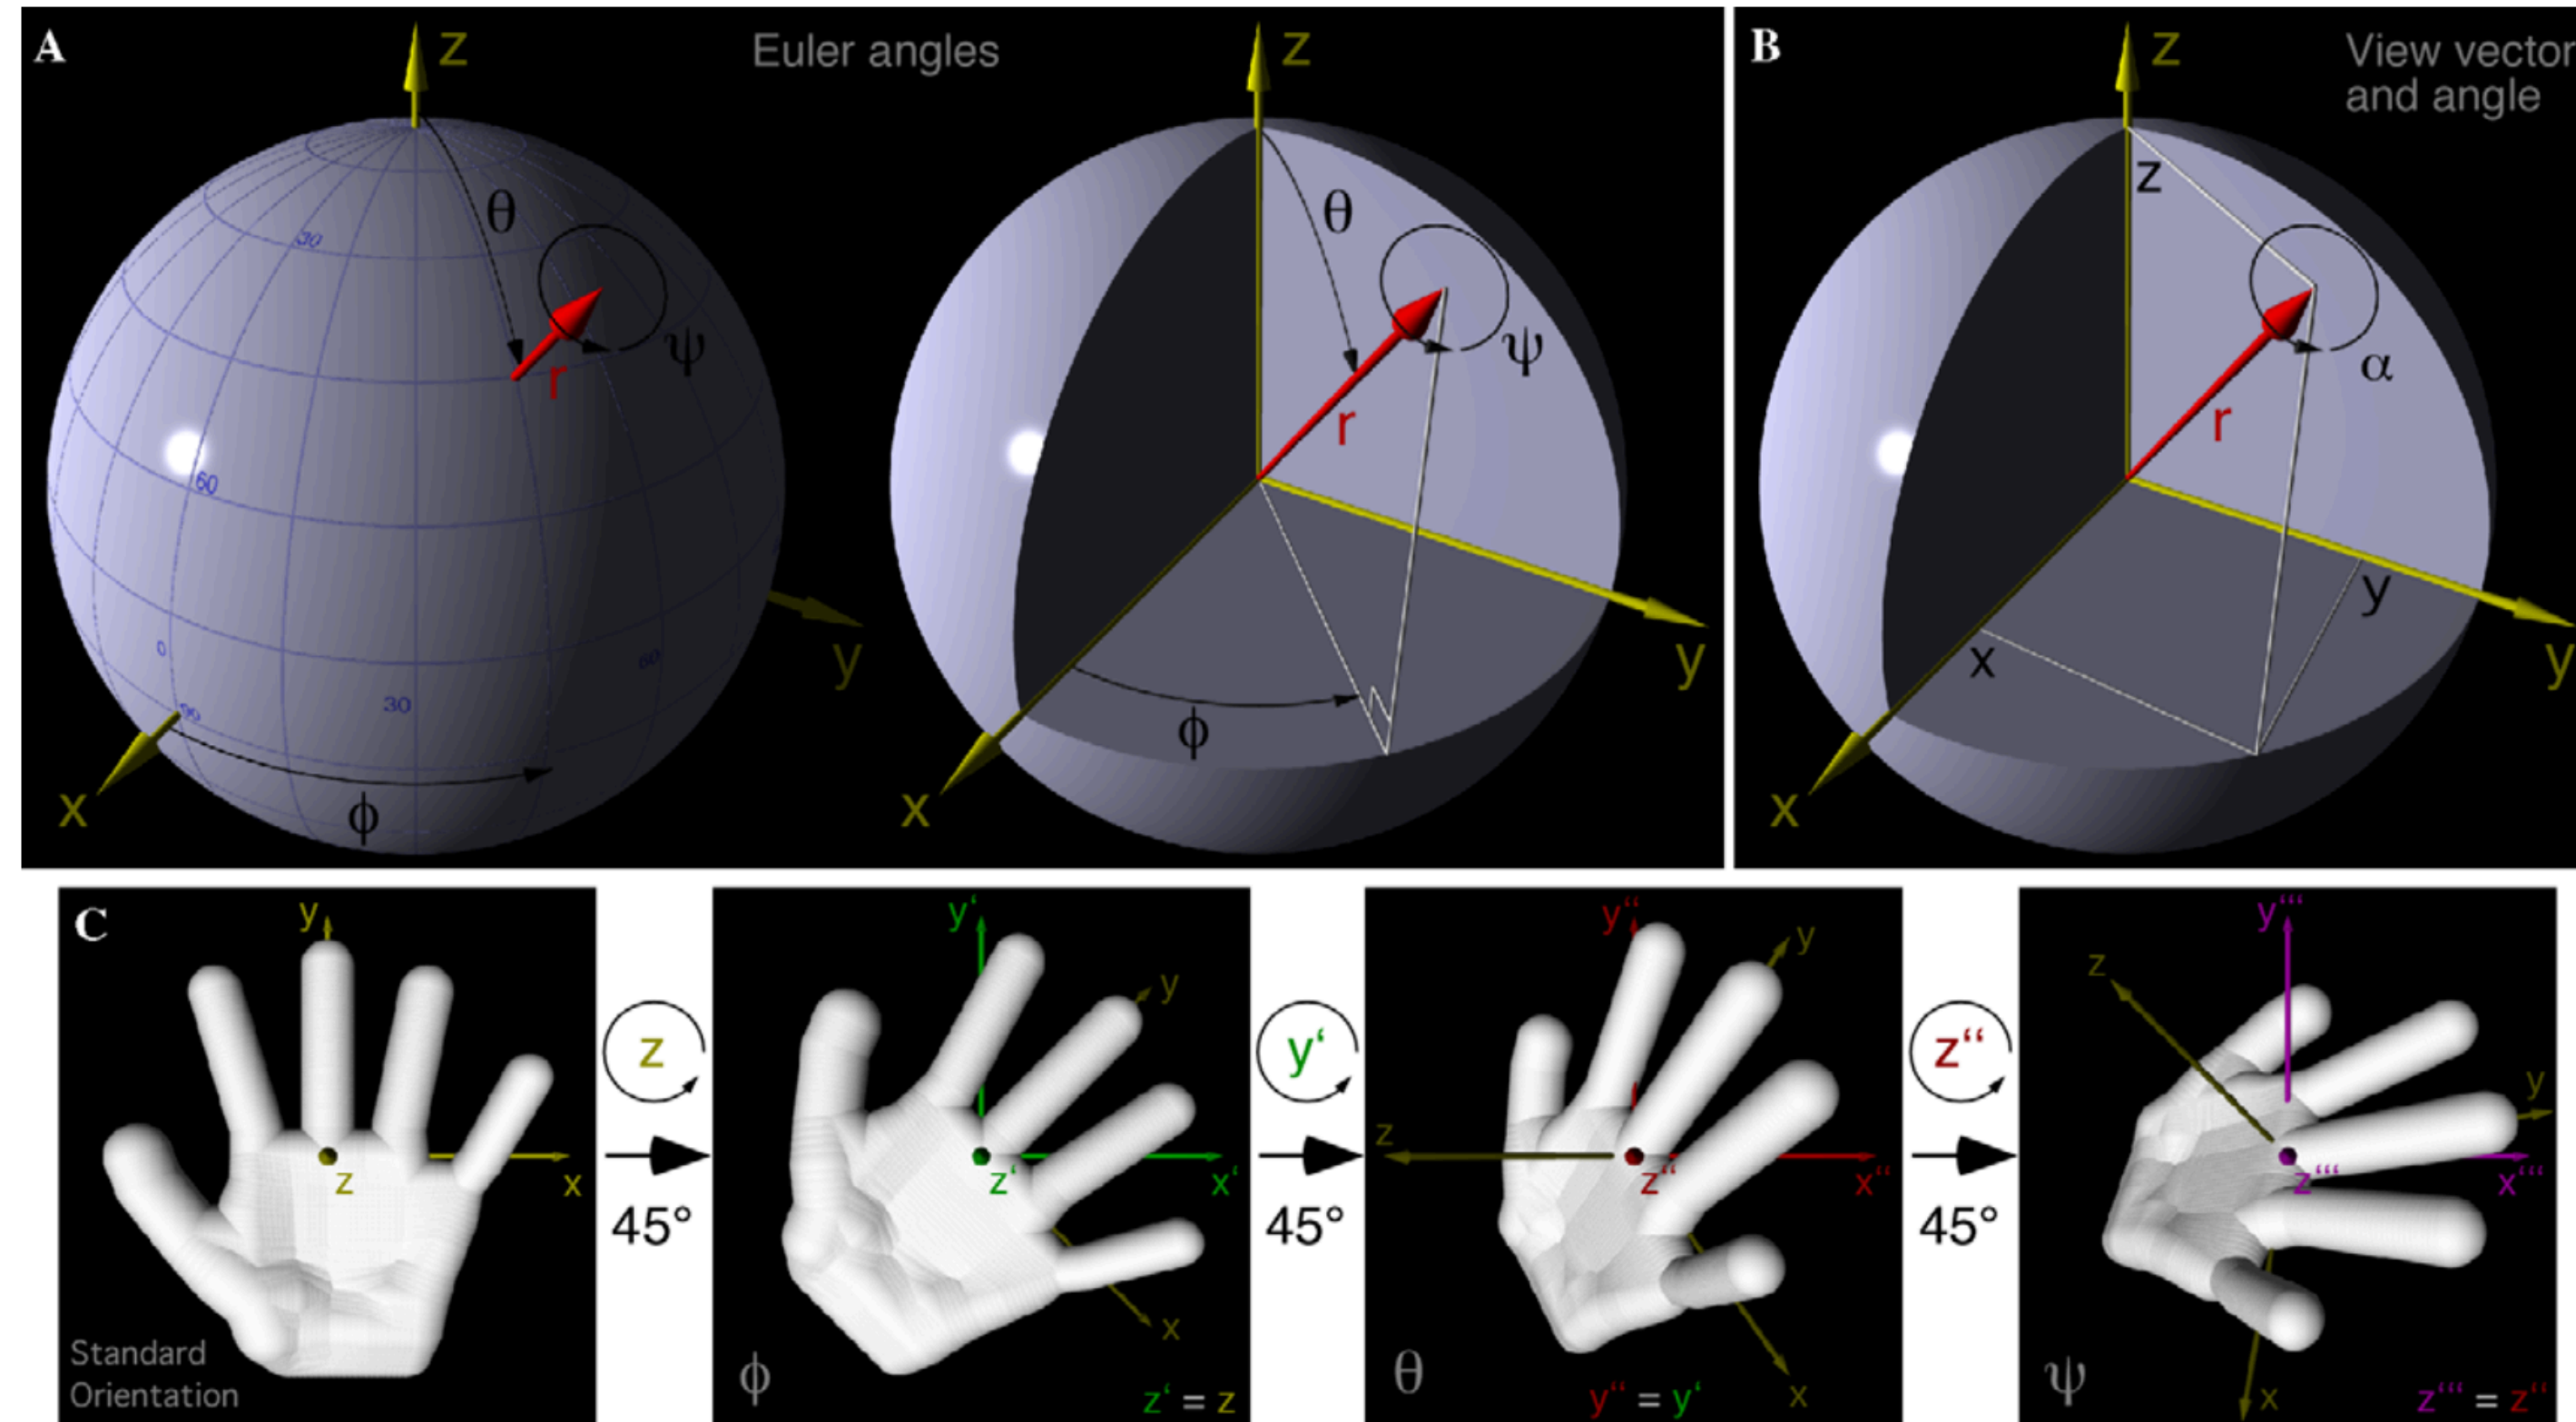 A
Euler angles
z
θ
ψ
r
30
60
0
90
30
60
x
y
ϕ
z
θ
ψ
r
ϕ
x
y
B
View vector
and angle
z
z
α
r
y
x
x
y
C
y
z
x
Standard
Orientation
z
45°
y‘
y
z‘
x‘
x
ϕ
z‘ = z
y‘
45°
y‘‘
y
z
z‘‘
x‘‘
x
θ
y‘‘ = y‘
z‘‘
45°
y‘‘‘
z
y
z‘‘‘
x‘‘‘
x
ψ
z‘‘‘ = z‘‘